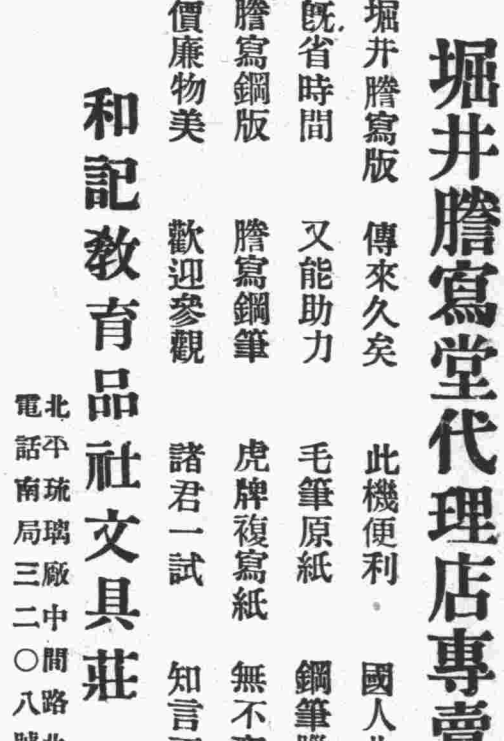 堀井謄寫堂代理店專賣
堀井謄寫版 傳來久矣 此機便利 國人
旣省時間 又能助力 毛筆原紙 鋼筆
謄寫鋼版 謄寫鋼筆 虎牌複寫紙 無不
價廉物美 歡迎參觀 諸君一試 知言
和記敎育品社文具莊
北平琉璃廠中間路北
電話南局三二〇八號